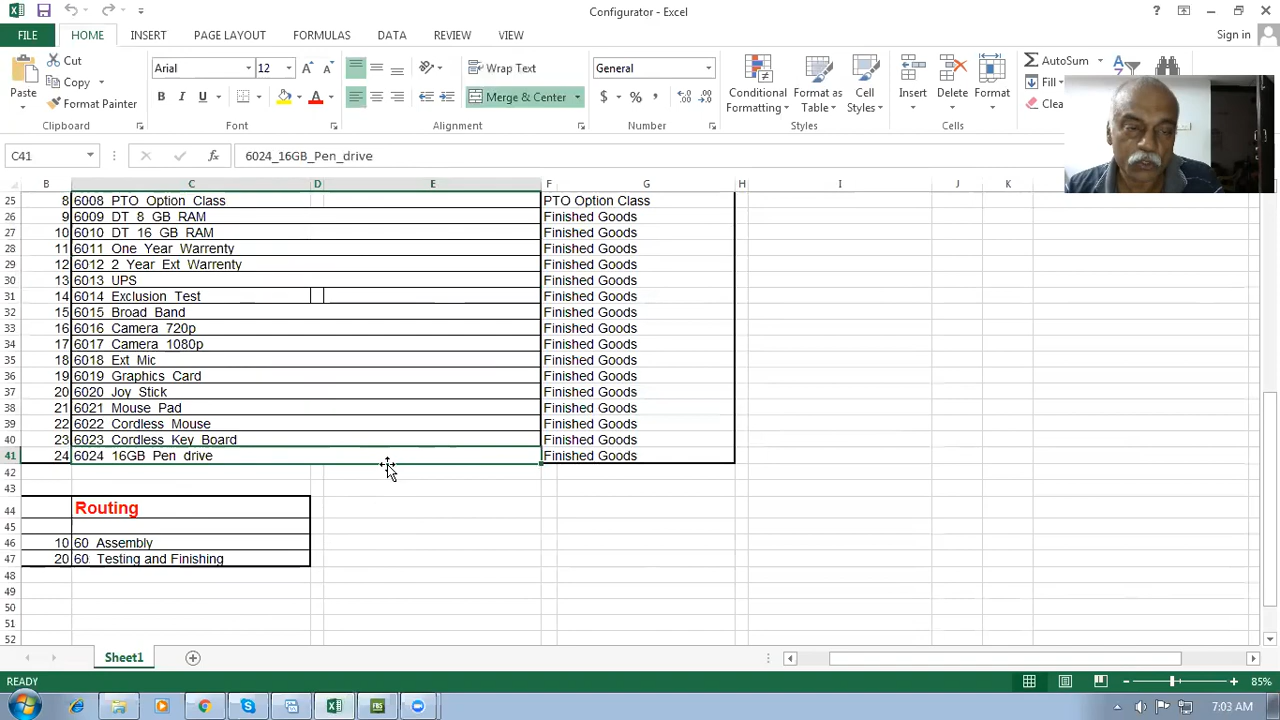 Configurator - Excel
FILE HOME INSERT PAGE LAYOUT FORMULAS DATA REVIEW VIEW Sign in
Cut Arial 12 Wrap Text General AutoSum
Paste Copy Conditional Formatting Format as Table Cell Styles Insert Delete Format Fill
Format Painter Merge & Center Clea
Clipboard Font Alignment Number Styles Cells
C41 6024_16GB_Pen_drive
B C D E F G H I J K
25 8 6008_PTO_Option_Class PTO Option Class
26 9 6009_DT_8_GB_RAM Finished Goods
27 10 6010_DT_16_GB_RAM Finished Goods
28 11 6011_One_Year_Warrenty Finished Goods
29 12 6012_2_Year_Ext_Warrenty Finished Goods
30 13 6013_UPS Finished Goods
31 14 6014_Exclusion_Test Finished Goods
32 15 6015_Broad_Band Finished Goods
33 16 6016_Camera_720p Finished Goods
34 17 6017_Camera_1080p Finished Goods
35 18 6018_Ext_Mic Finished Goods
36 19 6019_Graphics_Card Finished Goods
37 20 6020_Joy_Stick Finished Goods
38 21 6021_Mouse_Pad Finished Goods
39 22 6022_Cordless_Mouse Finished Goods
40 23 6023_Cordless_Key_Board Finished Goods
41 24 6024_16GB_Pen_drive Finished Goods
42
43
44 Routing
45
46 10 60_Assembly
47 20 60_Testing and Finishing
48
49
50
51
52
Sheet1
READY 85%
7:03 AM